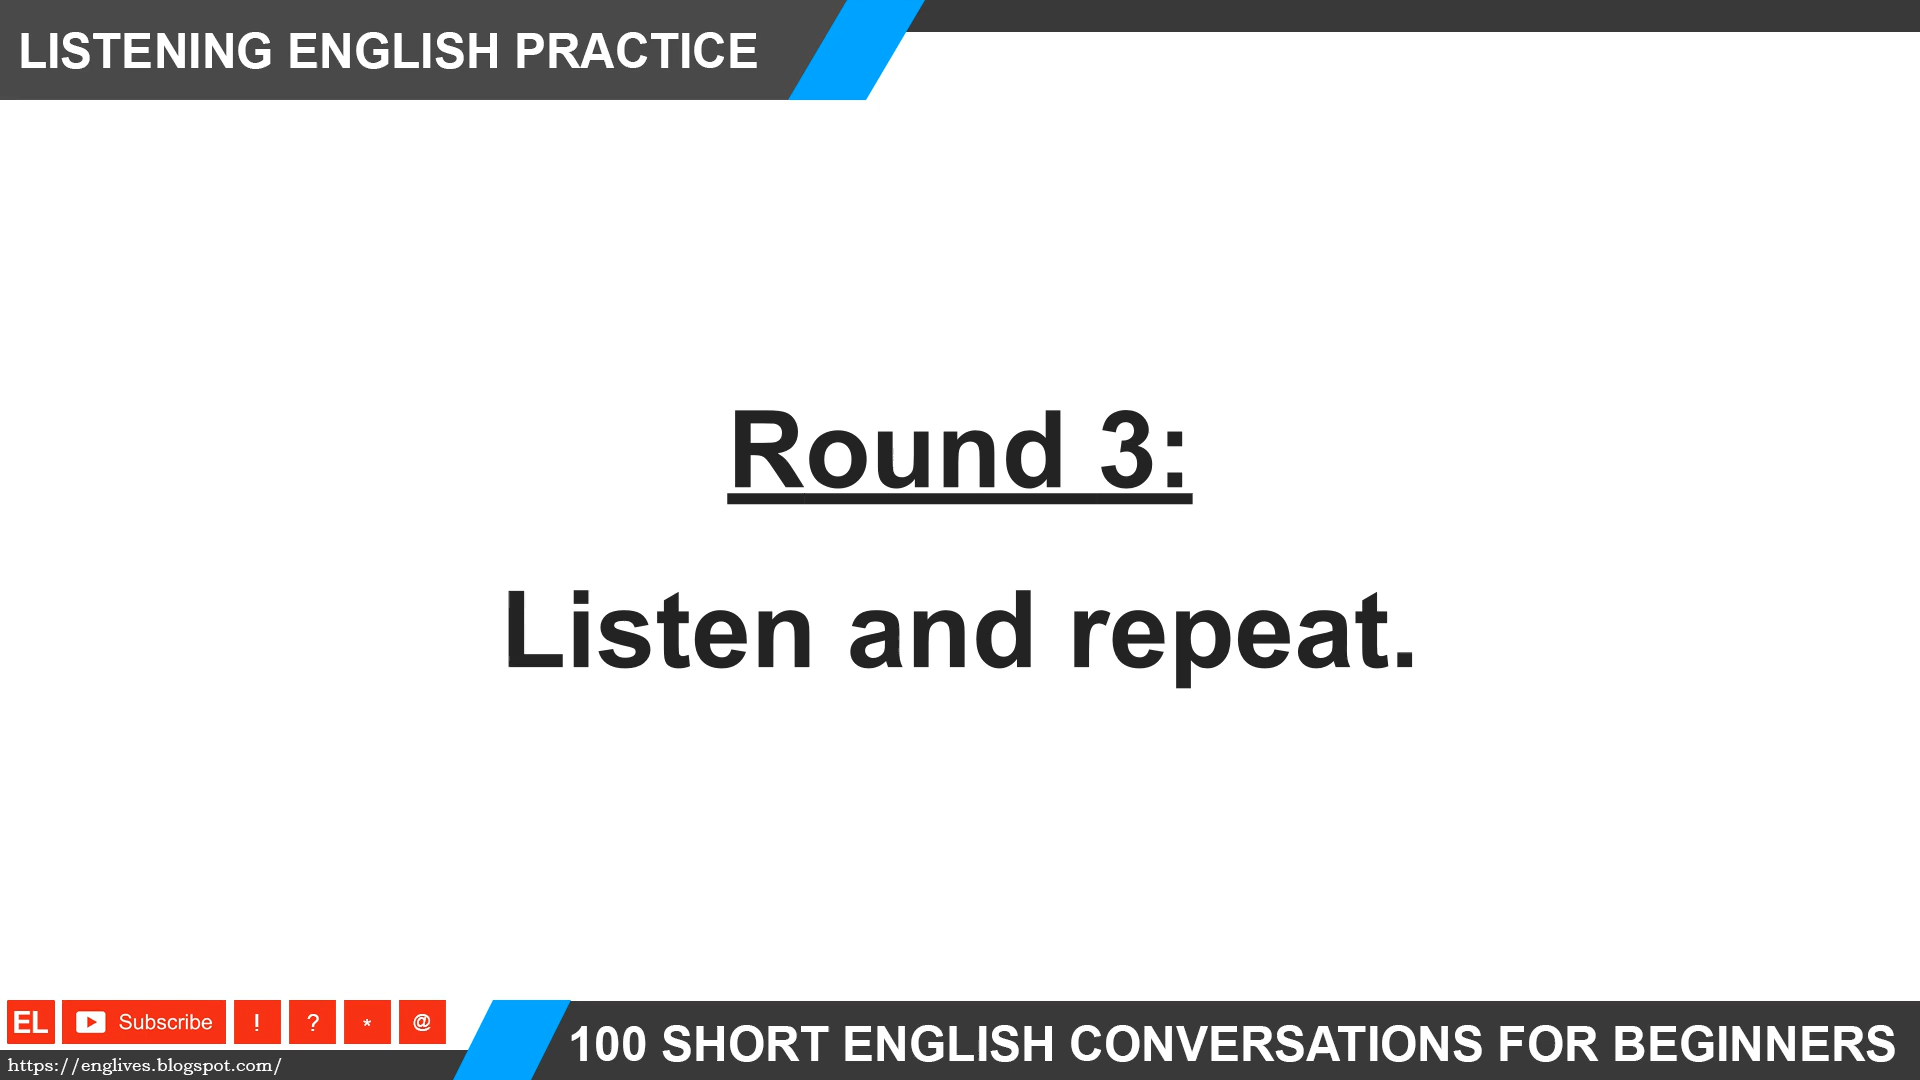 LISTENING ENGLISH PRACTICE
Round 3:
Listen and repeat.
EL Subscribe ! ? * @
https://englives.blogspot.com/
100 SHORT ENGLISH CONVERSATIONS FOR BEGINNERS